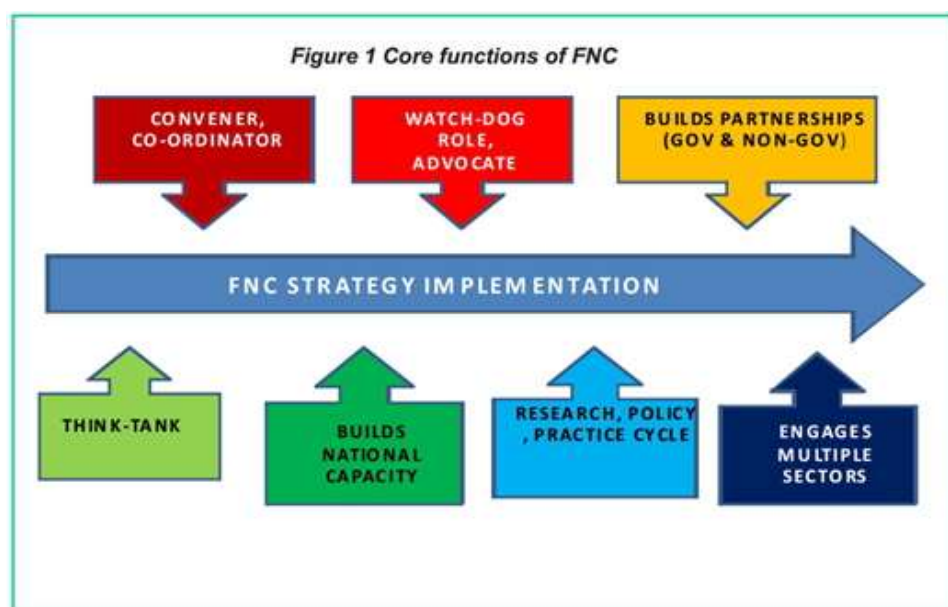 Figure 1 Core functions of FNC
CONVENER,
CO-ORDINATOR
WATCH-DOG
ROLE,
ADVOCATE
BUILDS PARTNERSHIPS
(GOV & NON-GOV)
FNC STRATEGY IMPLEMENTATION
THINK-TANK
BUILDS
NATIONAL
CAPACITY
RESEARCH, POLICY
, PRACTICE CYCLE
ENGAGES
MULTIPLE
SECTORS